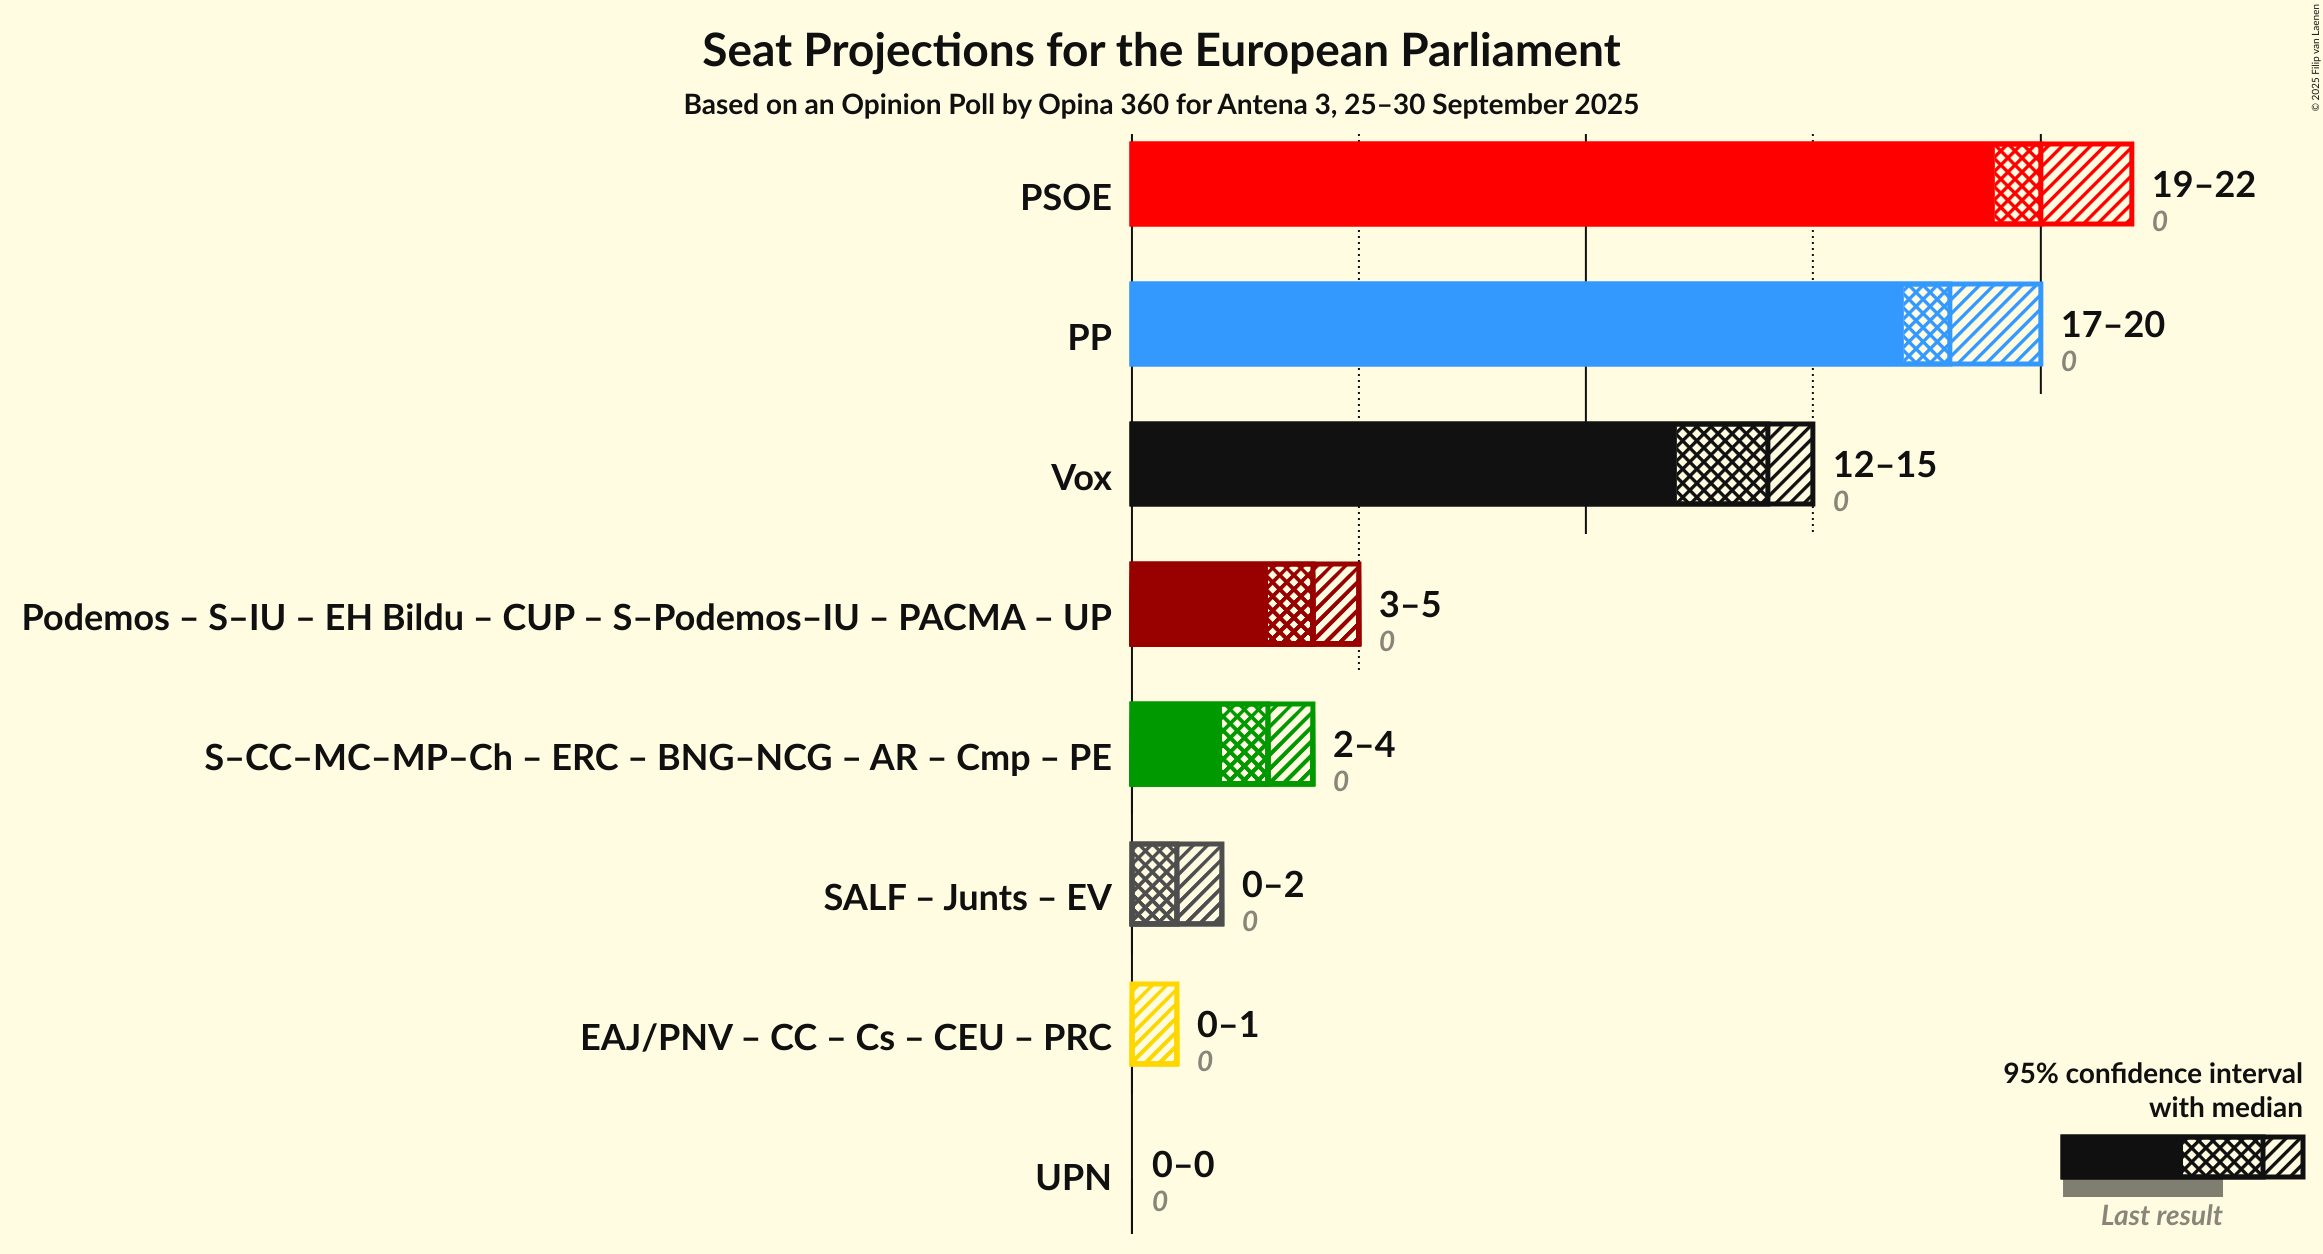 Seat Projections for the European Parliament
Based on an Opinion Poll by Opina 360 for Antena 3, 25–30 September 2025
© 2025 Filip van Laenen
PSOE
19–22
0
PP
17–20
0
Vox
12–15
0
Podemos – S–IU – EH Bildu – CUP – S–Podemos–IU – PACMA – UP
3–5
0
S–CC–MC–MP–Ch – ERC – BNG–NCG – AR – Cmp – PE
2–4
0
SALF – Junts – EV
0–2
0
EAJ/PNV – CC – Cs – CEU – PRC
0–1
0
UPN
0–0
0
95% confidence interval
with median
Last result